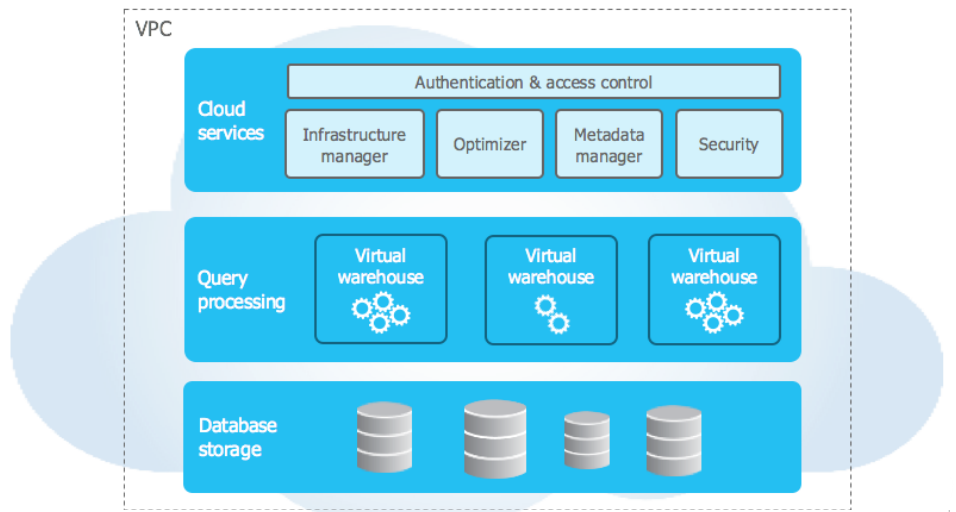 VPC
Cloud
services
Authentication & access control
Infrastructure
manager
Optimizer
Metadata
manager
Security
Query
processing
Virtual
warehouse
Virtual
warehouse
Virtual
warehouse
Database
storage